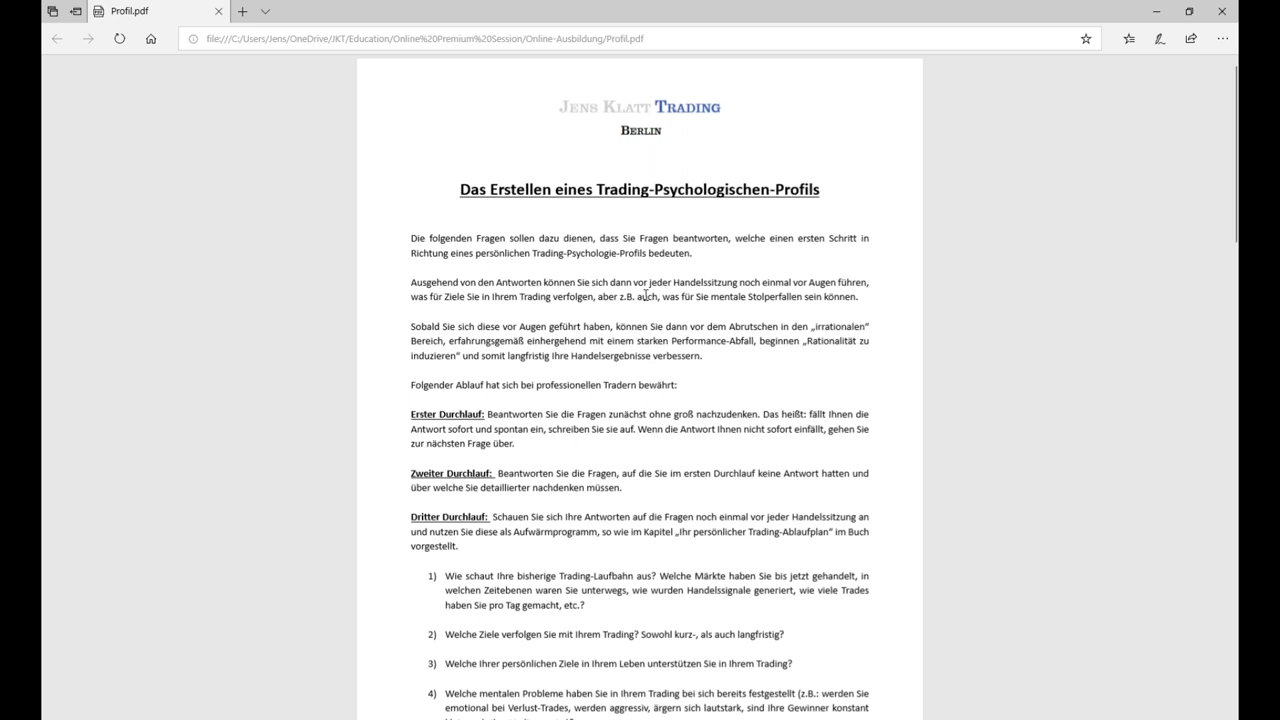 Profil.pdf
file:///C:/Users/Jens/OneDrive/JKT/Education/Online%20Premium%20Session/Online-Ausbildung/Profil.pdf
JENS KLATT TRADING
BERLIN
Das Erstellen eines Trading-Psychologischen-Profils
Die folgenden Fragen sollen dazu dienen, dass Sie Fragen beantworten, welche einen ersten Schritt in
Richtung eines persönlichen Trading-Psychologie-Profils bedeuten.
Ausgehend von den Antworten können Sie sich dann vor jeder Handelssitzung noch einmal vor Augen führen,
was für Ziele Sie in Ihrem Trading verfolgen, aber z.B. auch, was für Sie mentale Stolperfallen sein können.
Sobald Sie sich diese vor Augen geführt haben, können Sie dann vor dem Abrutschen in den „irrationalen“
Bereich, erfahrungsgemäß einhergehend mit einem starken Performance-Abfall, beginnen „Rationalität zu
induzieren“ und somit langfristig Ihre Handelsergebnisse verbessern.
Folgender Ablauf hat sich bei professionellen Tradern bewährt:
Erster Durchlauf: Beantworten Sie die Fragen zunächst ohne groß nachzudenken. Das heißt: fällt Ihnen die
Antwort sofort und spontan ein, schreiben Sie sie auf. Wenn die Antwort Ihnen nicht sofort einfällt, gehen Sie
zur nächsten Frage über.
Zweiter Durchlauf: Beantworten Sie die Fragen, auf die Sie im ersten Durchlauf keine Antwort hatten und
über welche Sie detaillierter nachdenken müssen.
Dritter Durchlauf: Schauen Sie sich Ihre Antworten auf die Fragen noch einmal vor jeder Handelssitzung an
und nutzen Sie diese als Aufwärmprogramm, so wie im Kapitel „Ihr persönlicher Trading-Ablaufplan“ im Buch
vorgestellt.
1) Wie schaut Ihre bisherige Trading-Laufbahn aus? Welche Märkte haben Sie bis jetzt gehandelt, in
welchen Zeitebenen waren Sie unterwegs, wie wurden Handelssignale generiert, wie viele Trades
haben Sie pro Tag gemacht, etc.?
2) Welche Ziele verfolgen Sie mit Ihrem Trading? Sowohl kurz-, als auch langfristig?
3) Welche Ihrer persönlichen Ziele in Ihrem Leben unterstützen Sie in Ihrem Trading?
4) Welche mentalen Probleme haben Sie in Ihrem Trading bei sich bereits festgestellt (z.B.: werden Sie
emotional bei Verlust-Trades, werden aggressiv, ärgern sich lautstark, sind Ihre Gewinner konstant